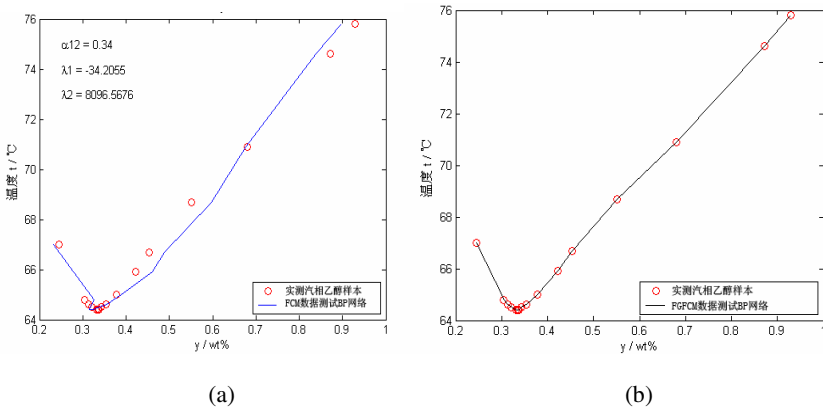 76
74
72
70
68
66
64
温度 t / ℃
α12 = 0.34
λ1 = -34.2055
λ2 = 8096.5676
实测汽相乙醇样本
FCM数据测试BP网络
0.2 0.3 0.4 0.5 0.6 0.7 0.8 0.9 1
y / wt%
(a)
76
74
72
70
68
66
64
温度 t / ℃
实测汽相乙醇样本
FGFCM数据测试BP网络
0.2 0.3 0.4 0.5 0.6 0.7 0.8 0.9 1
y / wt%
(b)